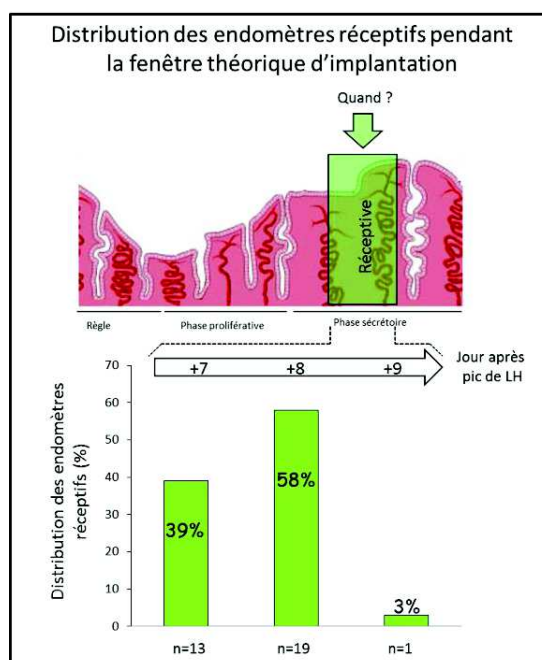 Distribution des endomètres réceptifs pendant
la fenêtre théorique d'implantation
Quand ?
Réceptive
Règle
Phase proliférative
Phase sécrétoire
+7
+8
+9
Jour après
pic de LH
Distribution des endomètres
réceptifs (%)
70
60
50
40
30
20
10
0
39%
58%
3%
n=13
n=19
n=1